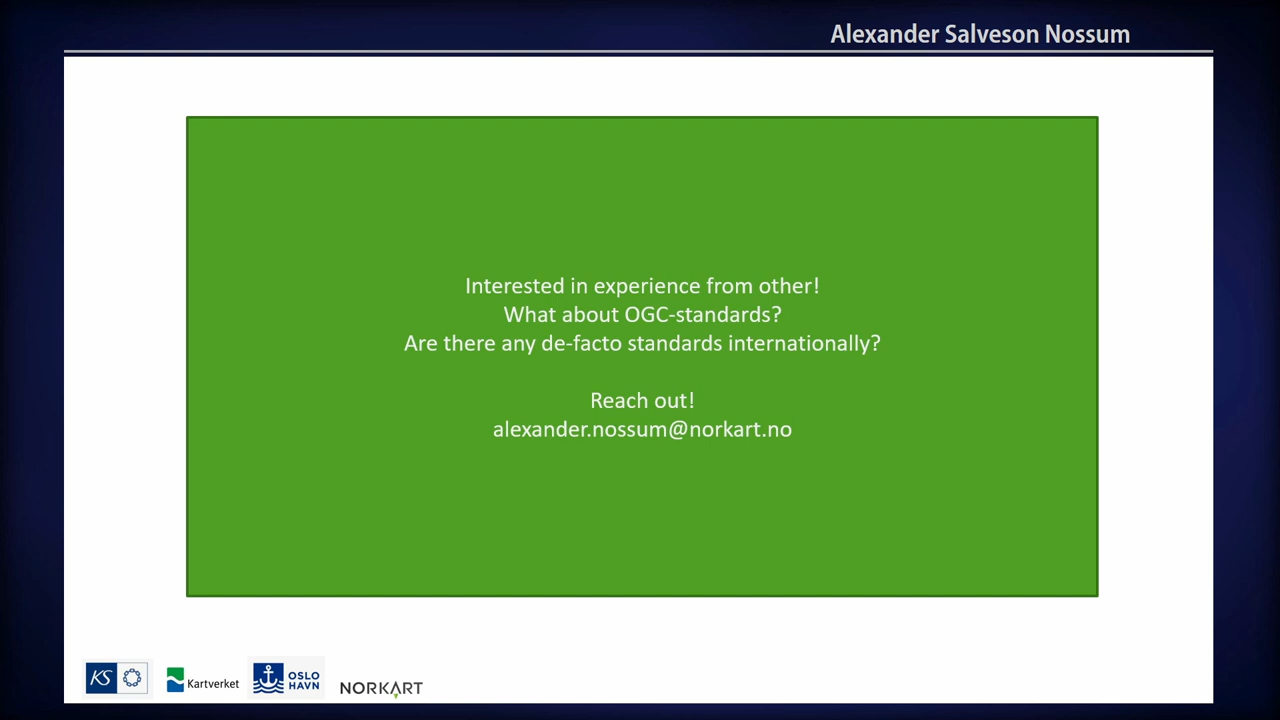 Alexander Salveson Nossum
Interested in experience from other!
What about OGC-standards?
Are there any de-facto standards internationally?
Reach out!
alexander.nossum@norkart.no
KS
Kartverket
OSLO
HAVN
NORKART